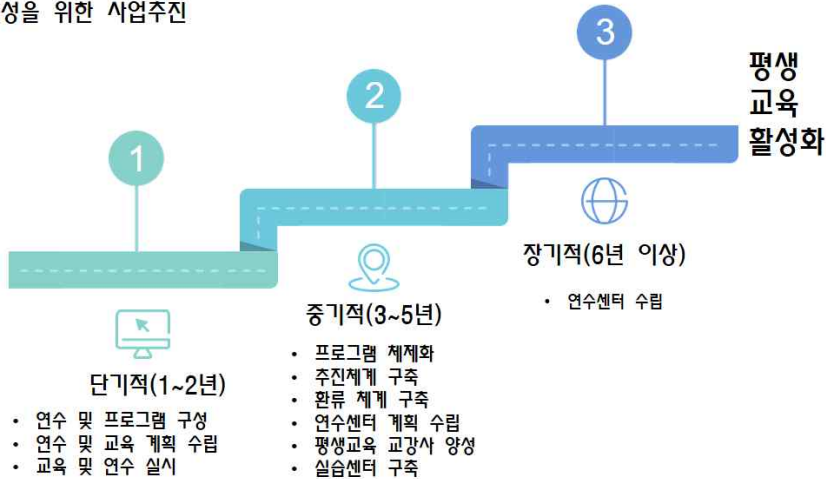 성을 위한 사업추진
1
2
3
평생
교육
활성화
단기적(1~2년)
• 연수 및 프로그램 구성
• 연수 및 교육 계획 수립
• 교육 및 연수 실시
중기적(3~5년)
• 프로그램 체제화
• 추진체계 구축
• 환류 체계 구축
• 연수센터 계획 수립
• 평생교육 교강사 양성
• 실습센터 구축
장기적(6년 이상)
• 연수센터 수립